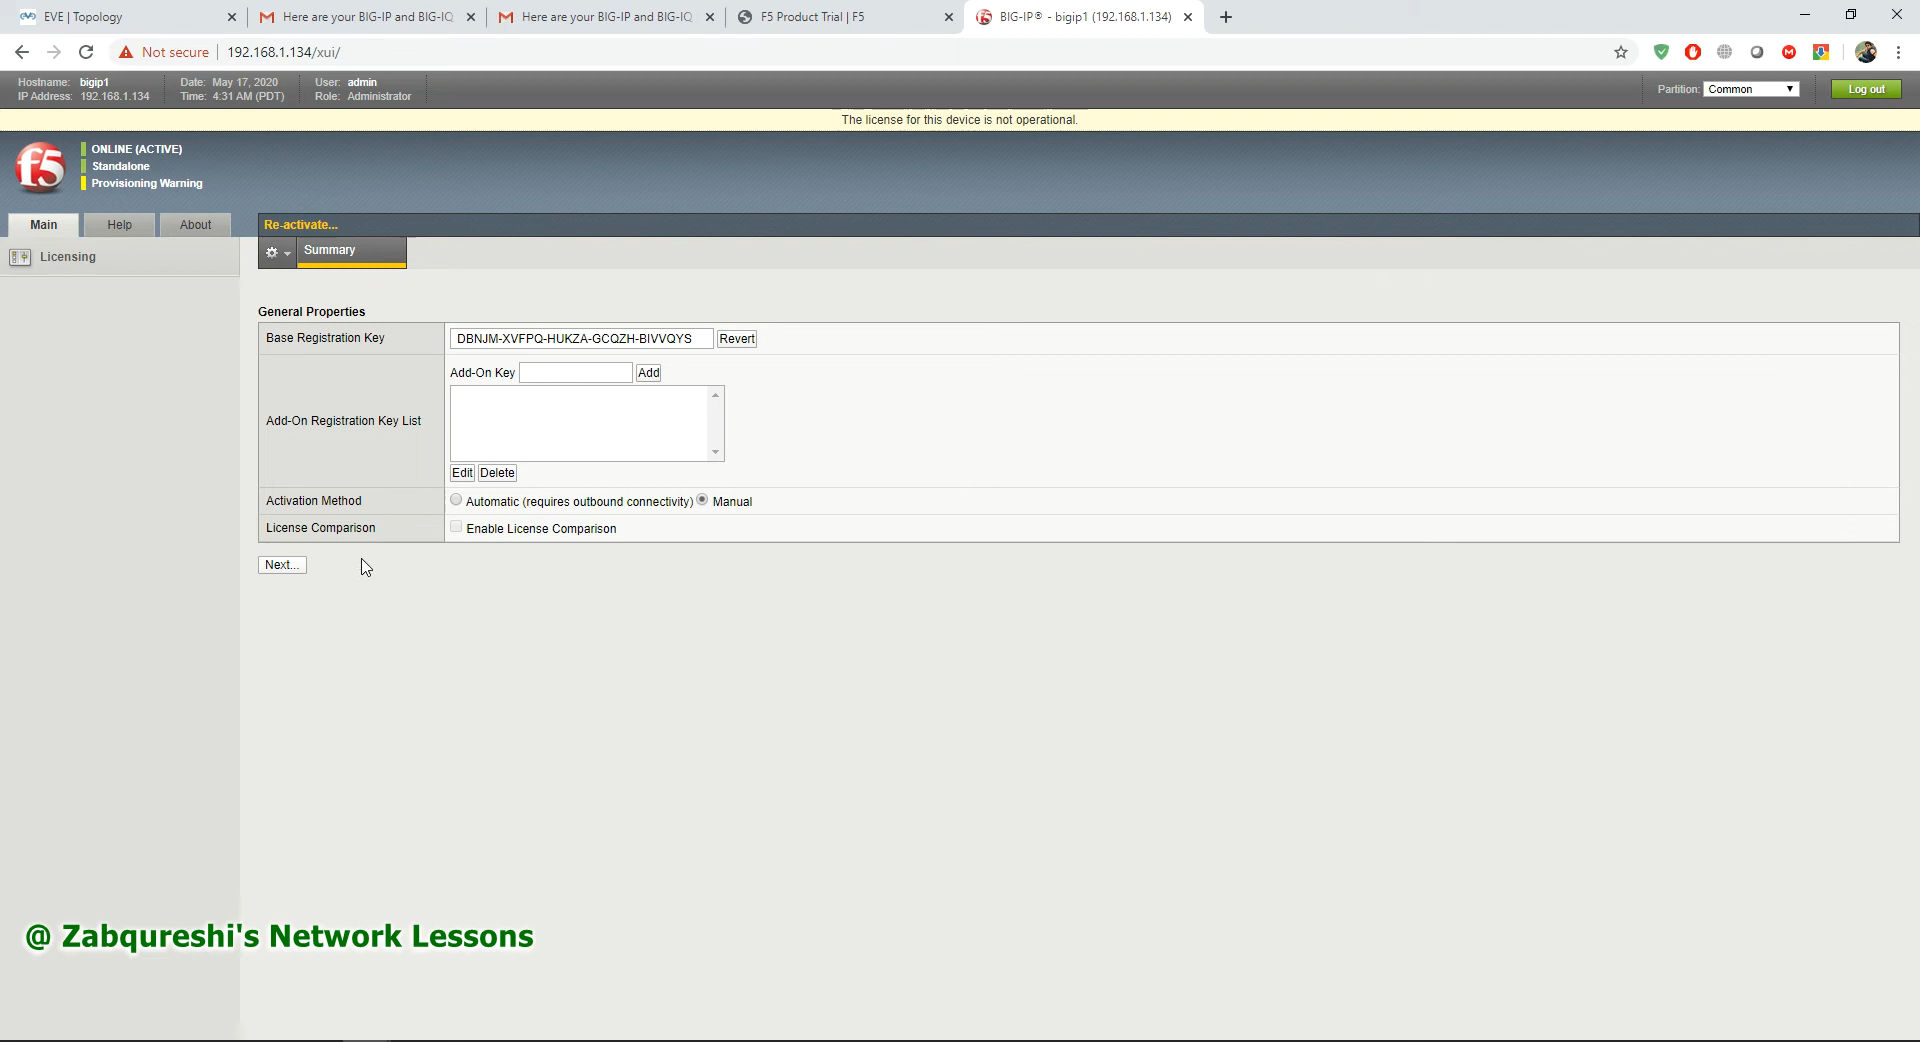 EVE | Topology
Here are your BIG-IP and BIG-IQ
Here are your BIG-IP and BIG-IQ
F5 Product Trial | F5
BIG-IP® - bigip1 (192.168.1.134)
Not secure
192.168.1.134/xui/
Hostname: bigip1
IP Address: 192.168.1.134
Date: May 17, 2020
Time: 4:31 AM (PDT)
User: admin
Role: Administrator
Partition: Common
Log out
The license for this device is not operational.
f5
ONLINE (ACTIVE)
Standalone
Provisioning Warning
Main
Help
About
Re-activate...
Licensing
Summary
General Properties
Base Registration Key
DBNJM-XVFPQ-HUKZA-GCQZH-BIVVQYS
Revert
Add-On Registration Key List
Add-On Key
Add
Edit
Delete
Activation Method
Automatic (requires outbound connectivity)
Manual
License Comparison
Enable License Comparison
Next...
@ Zabqureshi's Network Lessons